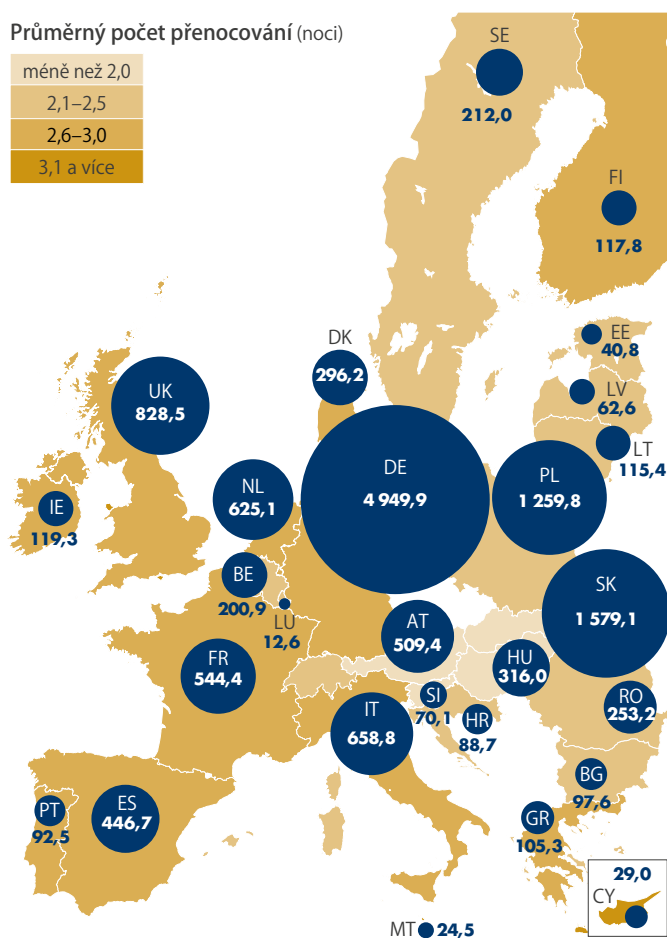 Průměrný počet přenocování (noci)
méně než 2,0
2,1–2,5
2,6–3,0
3,1 a více
SE
212,0
FI
117,8
EE
40,8
LV
62,6
LT
115,4
DK
296,2
UK
828,5
DE
4 949,9
PL
1 259,8
NL
625,1
IE
119,3
BE
200,9
LU
12,6
SK
1 579,1
AT
509,4
FR
544,4
HU
316,0
SI
70,1
RO
253,2
IT
658,8
HR
88,7
BG
97,6
PT
92,5
ES
446,7
GR
105,3
29,0
CY
MT 24,5